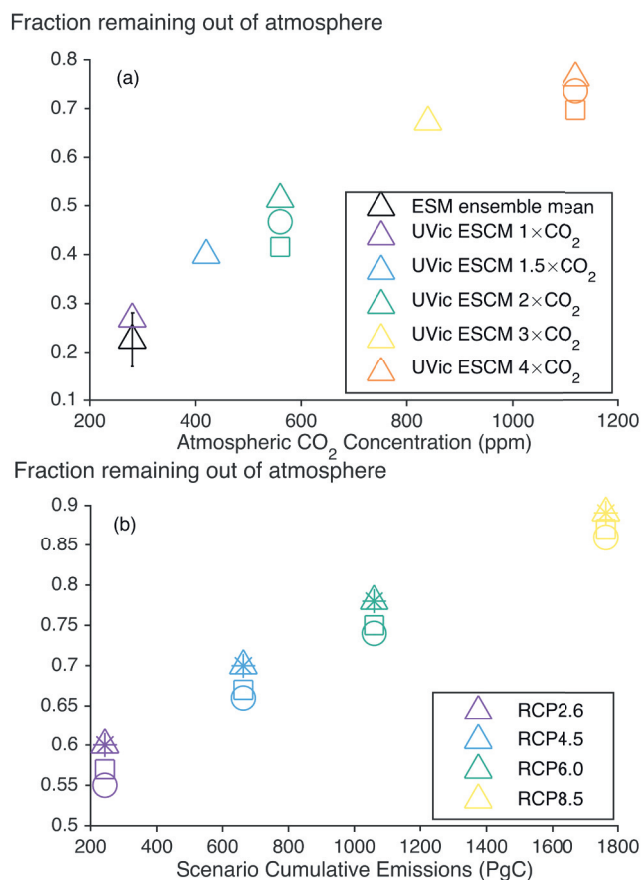 Fraction remaining out of atmosphere
0.8
(a)
0.7
0.6
0.5
0.4
0.3
0.2
0.1
ESM ensemble mean
UVic ESCM 1×CO2
UVic ESCM 1.5×CO2
UVic ESCM 2×CO2
UVic ESCM 3×CO2
UVic ESCM 4×CO2
200 400 600 800 1000 1200
Atmospheric CO2 Concentration (ppm)
Fraction remaining out of atmosphere
0.9
(b)
0.85
0.8
0.75
0.7
0.65
0.6
0.55
0.5
RCP2.6
RCP4.5
RCP6.0
RCP8.5
200 400 600 800 1000 1200 1400 1600 1800
Scenario Cumulative Emissions (PgC)